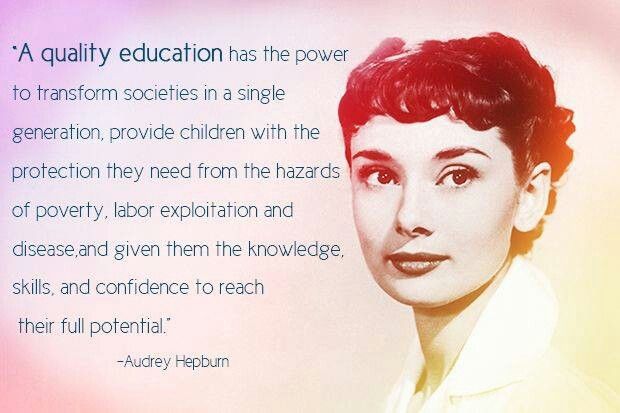 “A quality education has the power
to transform societies in a single
generation, provide children with the
protection they need from the hazards
of poverty, labor exploitation and
disease,and given them the knowledge,
skills, and confidence to reach
their full potential.”
-Audrey Hepburn